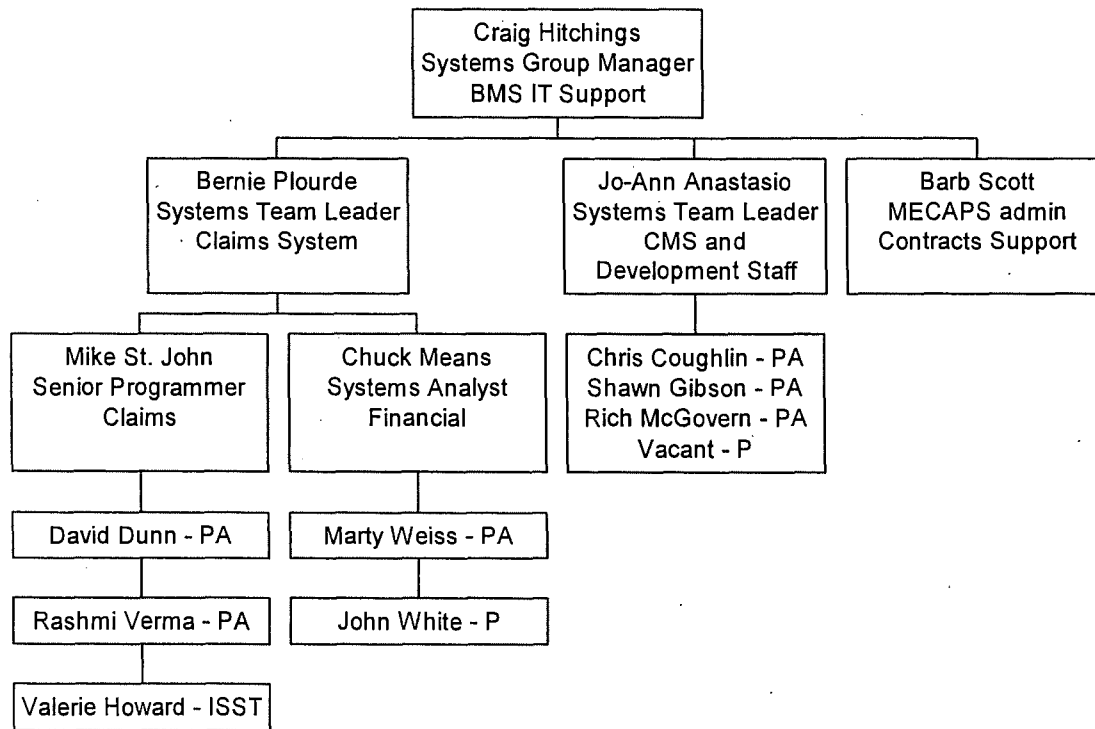 Craig Hitchings
Systems Group Manager
BMS IT Support
Bernie Plourde
Systems Team Leader
Claims System
Jo-Ann Anastasio
Systems Team Leader
CMS and
Development Staff
Barb Scott
MECAPS admin
Contracts Support
Mike St. John
Senior Programmer
Claims
Chuck Means
Systems Analyst
Financial
Chris Coughlin - PA
Shawn Gibson - PA
Rich McGovern - PA
Vacant - P
David Dunn - PA
Marty Weiss - PA
Rashmi Verma - PA
John White - P
Valerie Howard - ISST